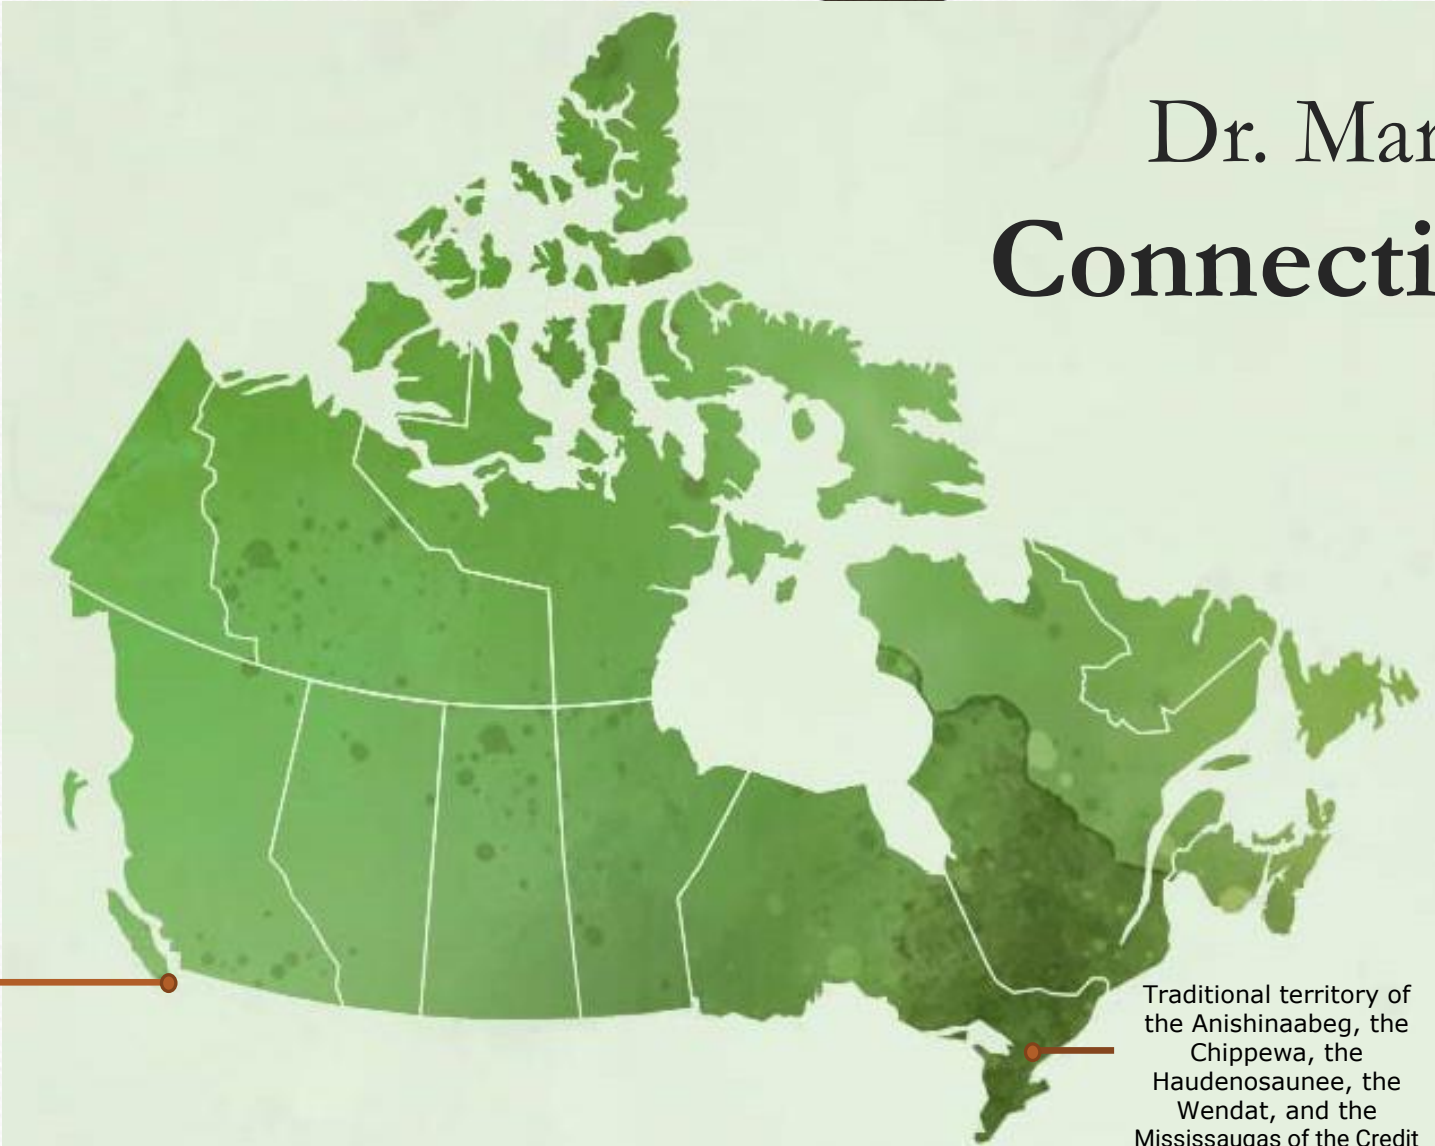 Dr. Mar
Connecti
Traditional territory of
the Anishinaabeg, the
Chippewa, the
Haudenosaunee, the
Wendat, and the
Mississaugas of the Credit